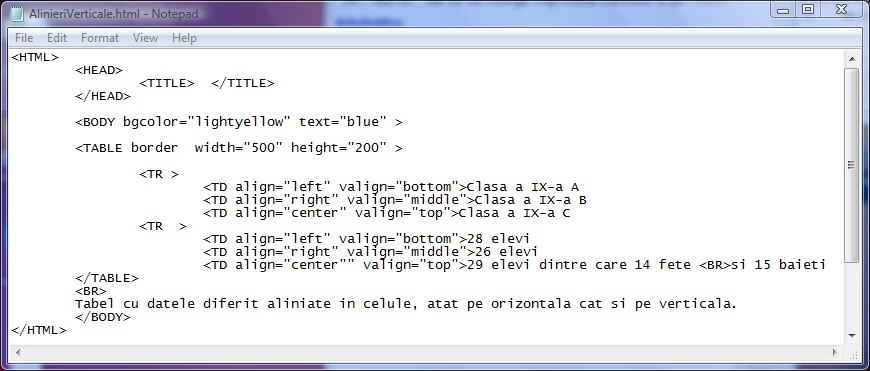 AlinieriVerticale.html - Notepad
File Edit Format View Help
<HTML>
<HEAD>
<TITLE>  </TITLE>
</HEAD>
<BODY bgcolor="lightyellow" text="blue" >
<TABLE border  width="500" height="200" >
<TR >
<TD align="left" valign="bottom">Clasa a IX-a A
<TD align="right" valign="middle">Clasa a IX-a B
<TD align="center" valign="top">Clasa a IX-a C
<TR  >
<TD align="left" valign="bottom">28 elevi
<TD align="right" valign="middle">26 elevi
<TD align="center"" valign="top">29 elevi dintre care 14 fete <BR>si 15 baieti
</TABLE>
<BR>
Tabel cu datele diferit aliniate in celule, atat pe orizontala cat si pe verticala.
</BODY>
</HTML>